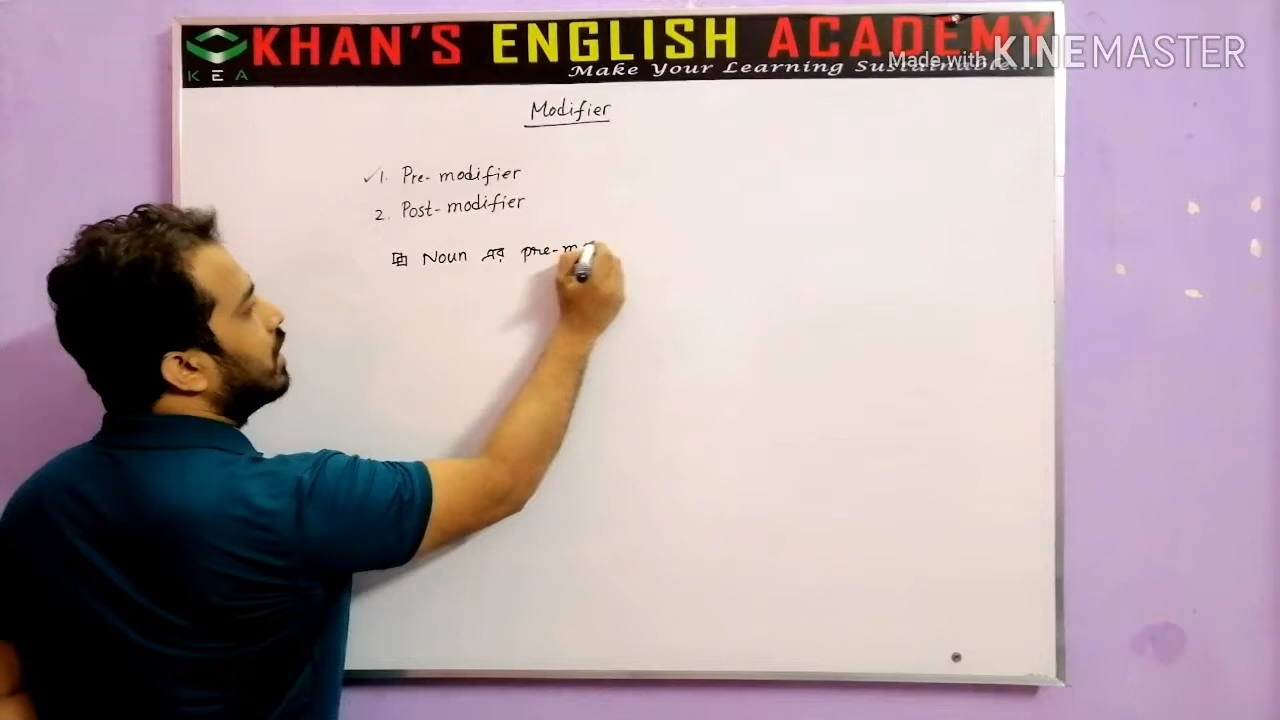 KHAN'S ENGLISH ACADEMY
KEA
Make Your Learning Sustainable...
Made with KINEMASTER
Modifier
✓1. Pre-modifier
2. Post-modifier
Noun এর pre-m